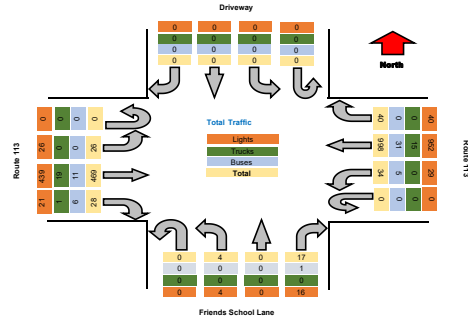 Driveway
0 0 0 0
0 0 0 0
0 0 0 0
0 0 0 0
North
Route 113
0 0 0 0
26 0 0 26
439 19 11 469
21 1 6 28
Total Traffic
Lights
Trucks
Buses
Total
40 0 0 40
998 31 15 952
34 5 0 29
0 0 0 0
Route 113
0 4 0 17
0 0 0 1
0 0 0 0
0 4 0 16
Friends School Lane